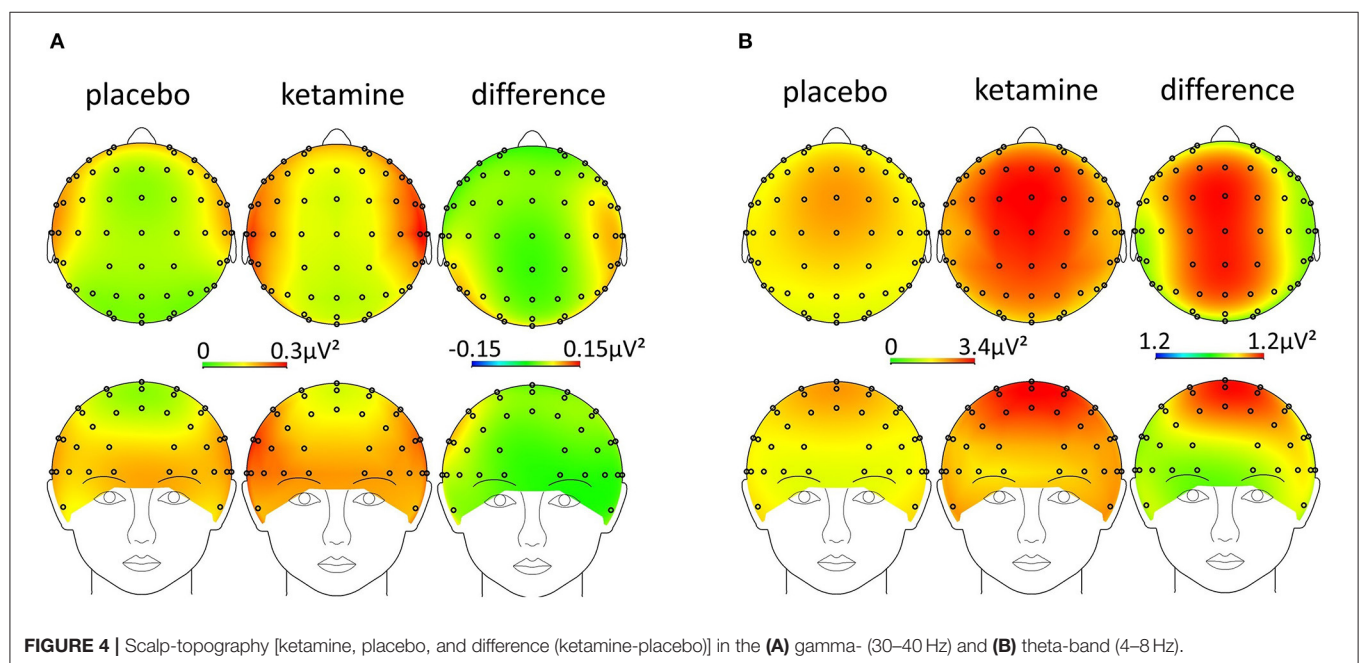 A
B
placebo ketamine difference
placebo ketamine difference
0 0.3µV²
-0.15 0.15µV²
0 3.4µV²
1.2 1.2µV²
FIGURE 4 | Scalp-topography [ketamine, placebo, and difference (ketamine-placebo)] in the (A) gamma- (30–40 Hz) and (B) theta-band (4–8 Hz).